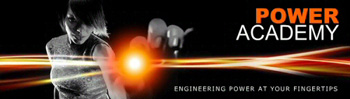 POWER
ACADEMY
ENGINEERING POWER AT YOUR FINGERTIPS